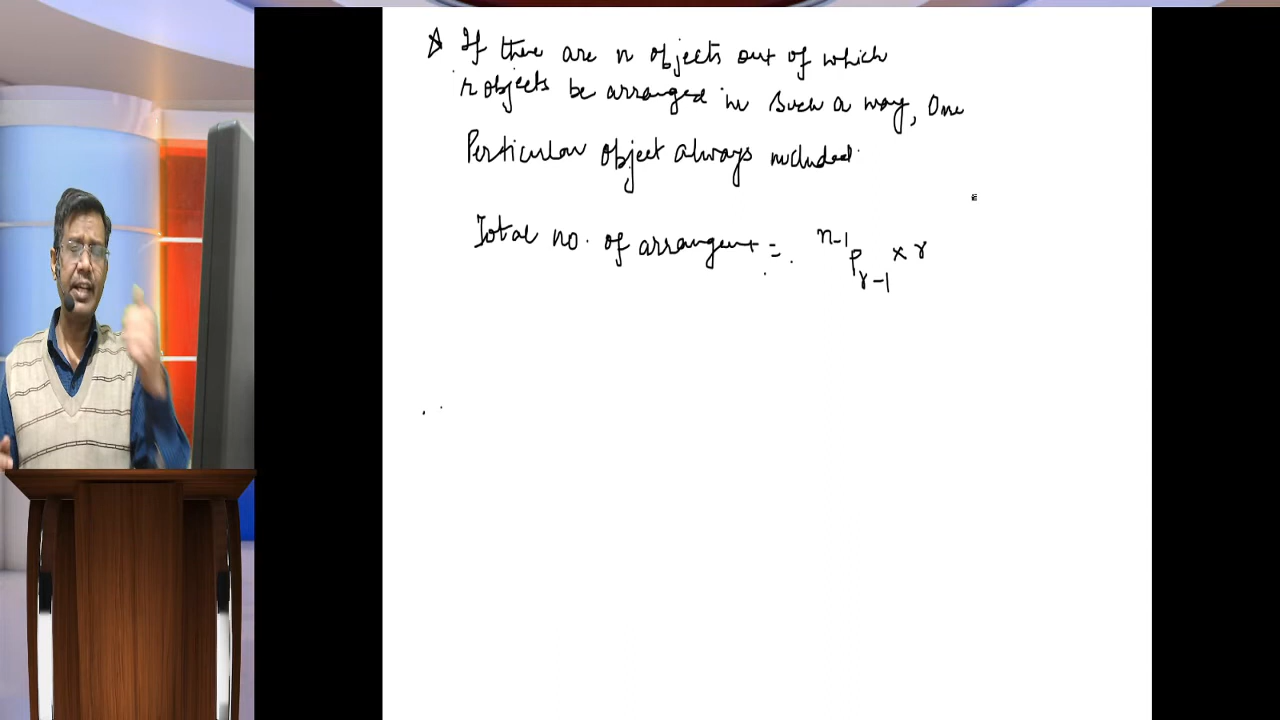 If there are n objects out of which
r objects be arranged in such a way, One
Perticular object always included.
Total no. of arrangent = ⁿ⁻¹Pᵣ₋₁ × r